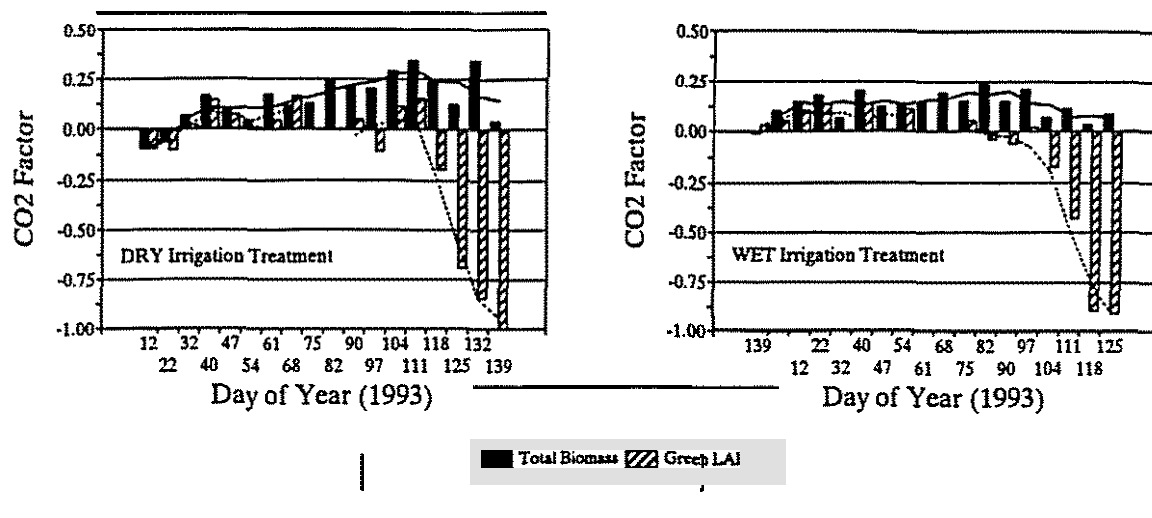 0.50
0.25
0.00
-0.25
-0.50
-0.75
-1.00
CO2 Factor
DRY Irrigation Treatment
12 32 47 61 75 90 104 118 132
22 40 54 68 82 97 111 125 139
Day of Year (1993)
0.50
0.25
0.00
-0.25
-0.50
-0.75
-1.00
CO2 Factor
WET Irrigation Treatment
139 22 40 54 68 82 97 111 125
12 32 47 61 75 90 104 118
Day of Year (1993)
Total Biomass Green LAI